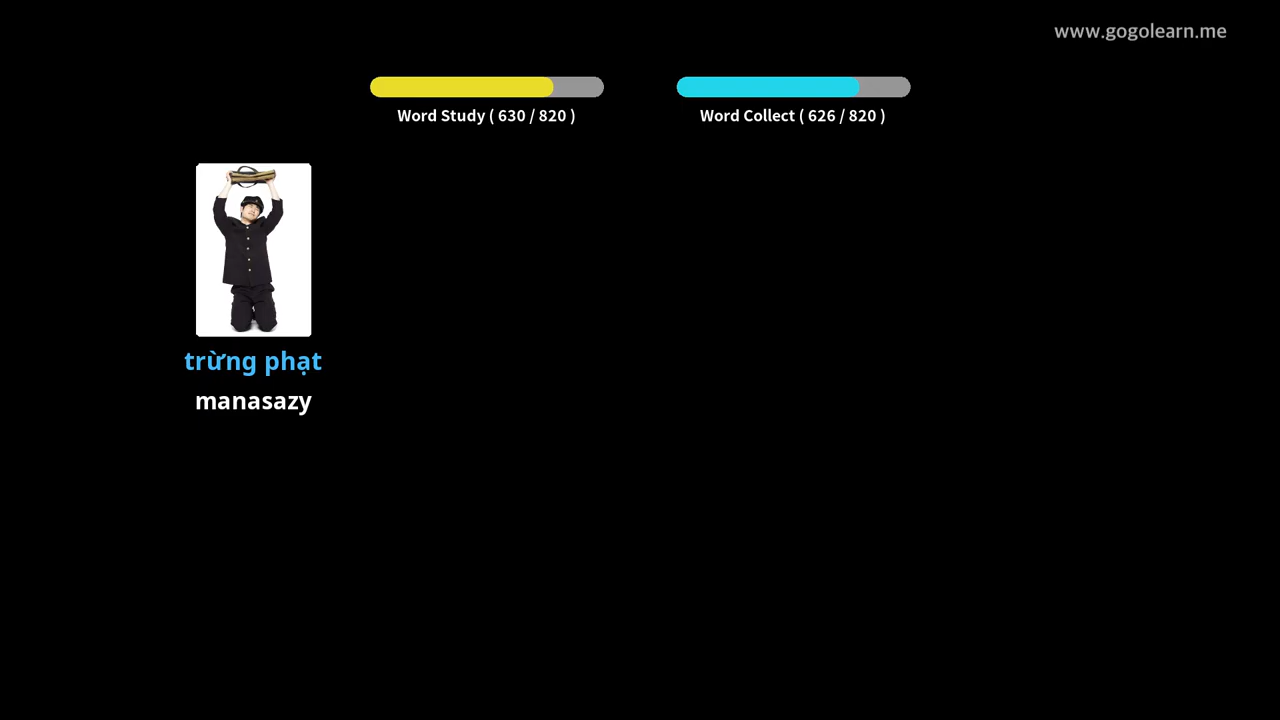 www.gogolearn.me
Word Study ( 630 / 820 )
Word Collect ( 626 / 820 )
trừng phạt
manasazy